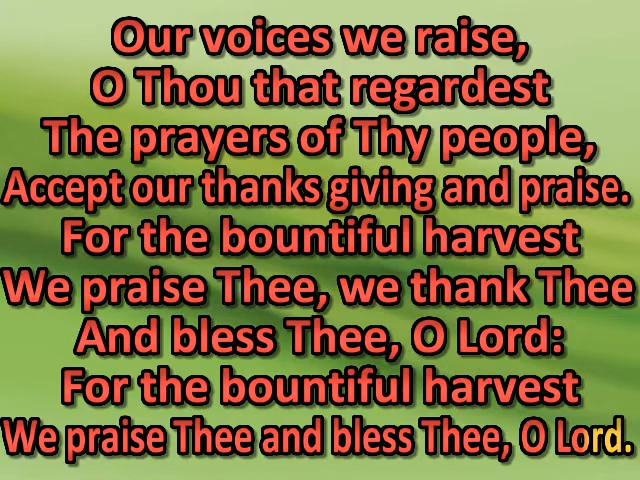 Our voices we raise,
O Thou that regardest
The prayers of Thy people,
Accept our thanks giving and praise.
For the bountiful harvest
We praise Thee, we thank Thee
And bless Thee, O Lord:
For the bountiful harvest
We praise Thee and bless Thee, O Lord.